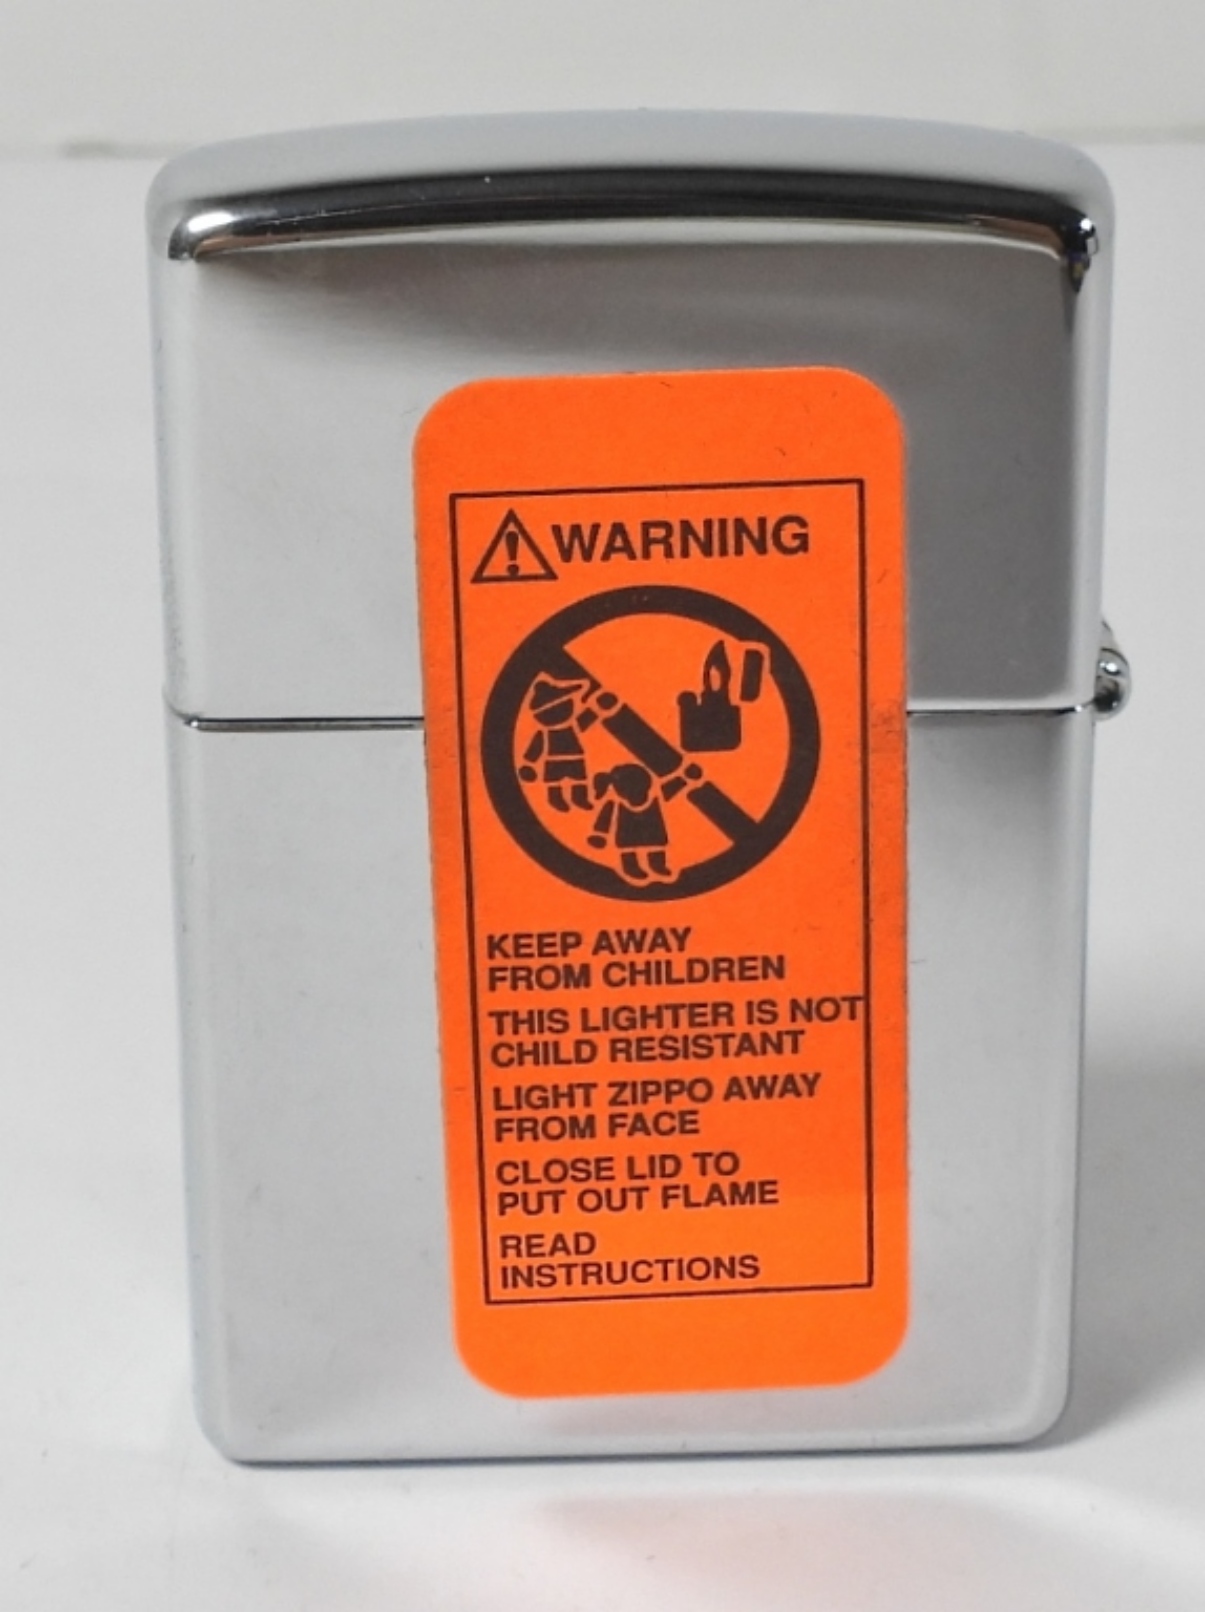 WARNING
KEEP AWAY
FROM CHILDREN
THIS LIGHTER IS NOT
CHILD RESISTANT
LIGHT ZIPPO AWAY
FROM FACE
CLOSE LID TO
PUT OUT FLAME
READ
INSTRUCTIONS